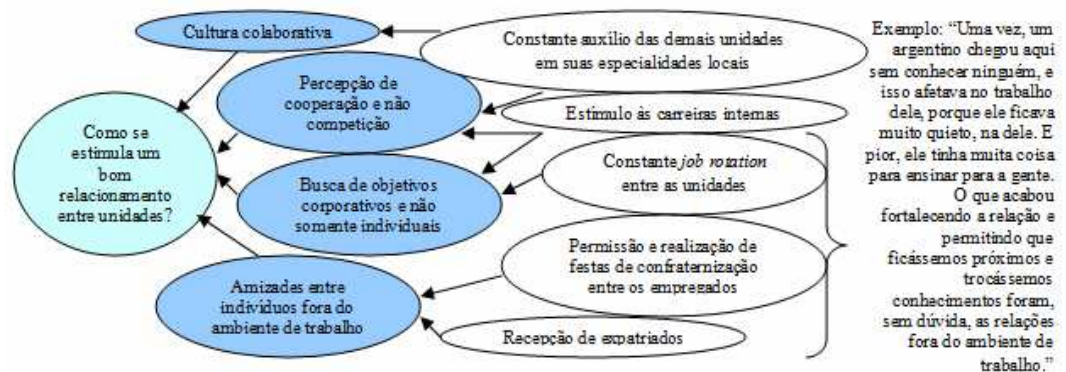 Cultura colaborativa
Constante auxílio das demais unidades
em suas especialidades locais
Percepção de
cooperação e não
competição
Estímulo às carreiras internas
Como se
estimula um
bom
relacionamento
entre unidades?
Constante job rotation
entre as unidades
Busca de objetivos
corporativos e não
somente individuais
Permissão e realização de
festas de confraternização
entre os empregados
Amizades entre
indivíduos fora do
ambiente de trabalho
Recepção de expatriados
Exemplo: “Uma vez, um
argentino chegou aqui
sem conhecer ninguém, e
isso afetava no trabalho
dele, porque ele ficava
muito quieto, na dele. E
pior, ele tinha muita coisa
para ensinar para a gente.
O que acabou
fortalecendo a relação e
permitindo que
ficássemos próximos e
trocássemos
conhecimentos foram,
sem dúvida, as relações
fora do ambiente de
trabalho.”